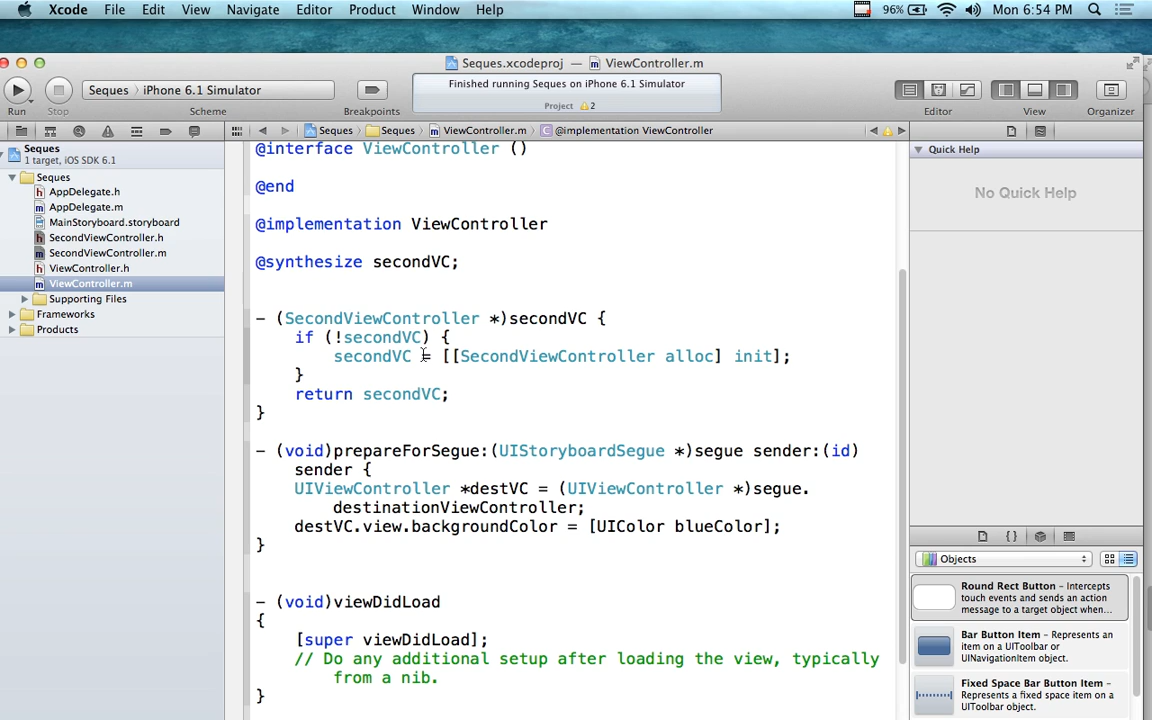 Xcode File Edit View Navigate Editor Product Window Help 96% Mon 6:54 PM
Seques.xcodeproj — ViewController.m
Run Stop Seques iPhone 6.1 Simulator Finished running Seques on iPhone 6.1 Simulator
Project 2
Scheme Breakpoints Editor View Organizer
Seques Seques ViewController.m @implementation ViewController
Seques
1 target, iOS SDK 6.1
Seques
AppDelegate.h
AppDelegate.m
MainStoryboard.storyboard
SecondViewController.h
SecondViewController.m
ViewController.h
ViewController.m
Supporting Files
Frameworks
Products
@interface ViewController ()
@end
@implementation ViewController
@synthesize secondVC;
- (SecondViewController *)secondVC {
if (!secondVC) {
secondVC = [[SecondViewController alloc] init];
}
return secondVC;
}
- (void)prepareForSegue:(UIStoryboardSegue *)segue sender:(id)
sender {
UIViewController *destVC = (UIViewController *)segue.
destinationViewController;
destVC.view.backgroundColor = [UIColor blueColor];
}
- (void)viewDidLoad
{
[super viewDidLoad];
// Do any additional setup after loading the view, typically
from a nib.
}
Quick Help
No Quick Help
Objects
Round Rect Button - Intercepts
touch events and sends an action
message to a target object when...
Bar Button Item - Represents an
item on a UIToolbar or
UINavigationItem object.
Fixed Space Bar Button Item -
Represents a fixed space item on a
UIToolbar object.